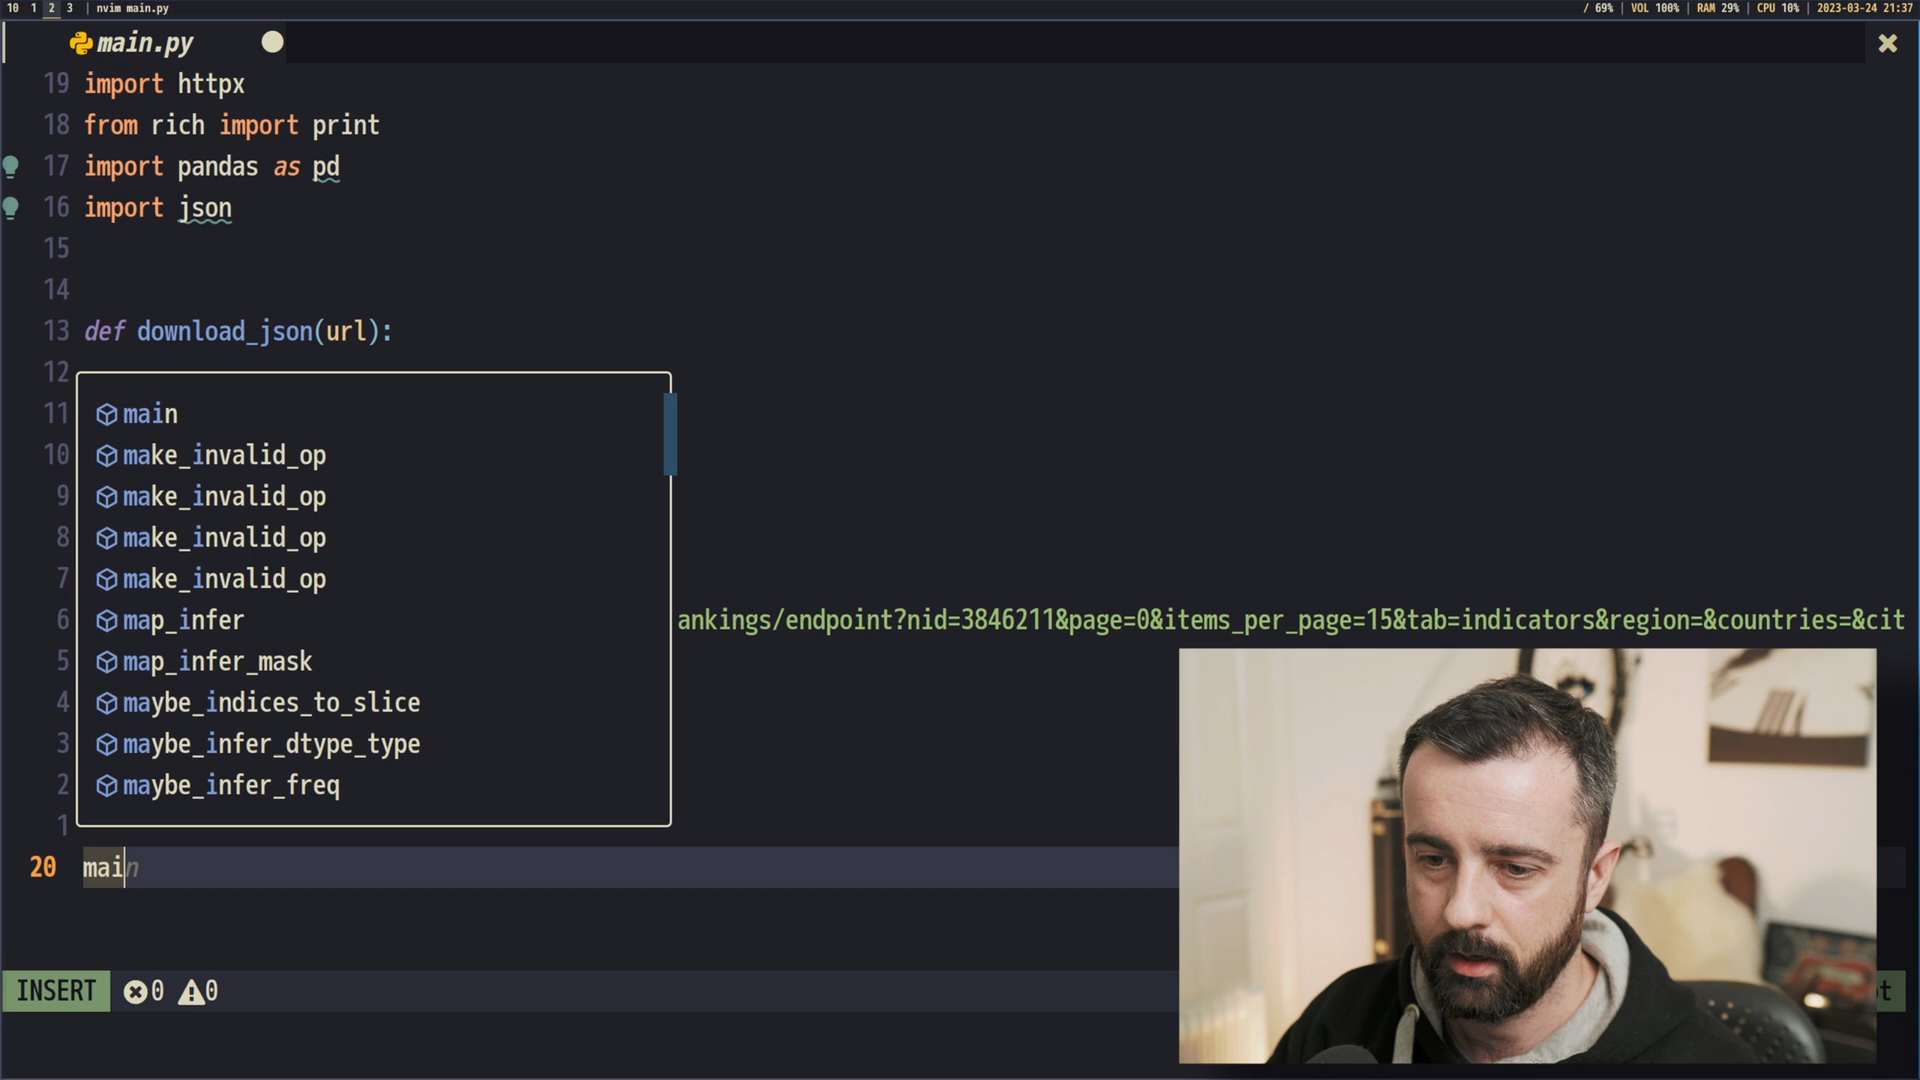 10 1 2 3 | nvim main.py
/ 69% | VOL 100% | RAM 29% | CPU 10% | 2023-03-24 21:37
main.py
19 import httpx
18 from rich import print
17 import pandas as pd
16 import json
15
14
13 def download_json(url):
12
11 main
10 make_invalid_op
9 make_invalid_op
8 make_invalid_op
7 make_invalid_op
6 map_infer ankings/endpoint?nid=3846211&page=0&items_per_page=15&tab=indicators&region=&countries=&cit
5 map_infer_mask
4 maybe_indices_to_slice
3 maybe_infer_dtype_type
2 maybe_infer_freq
1
20 main
INSERT 0 0
t